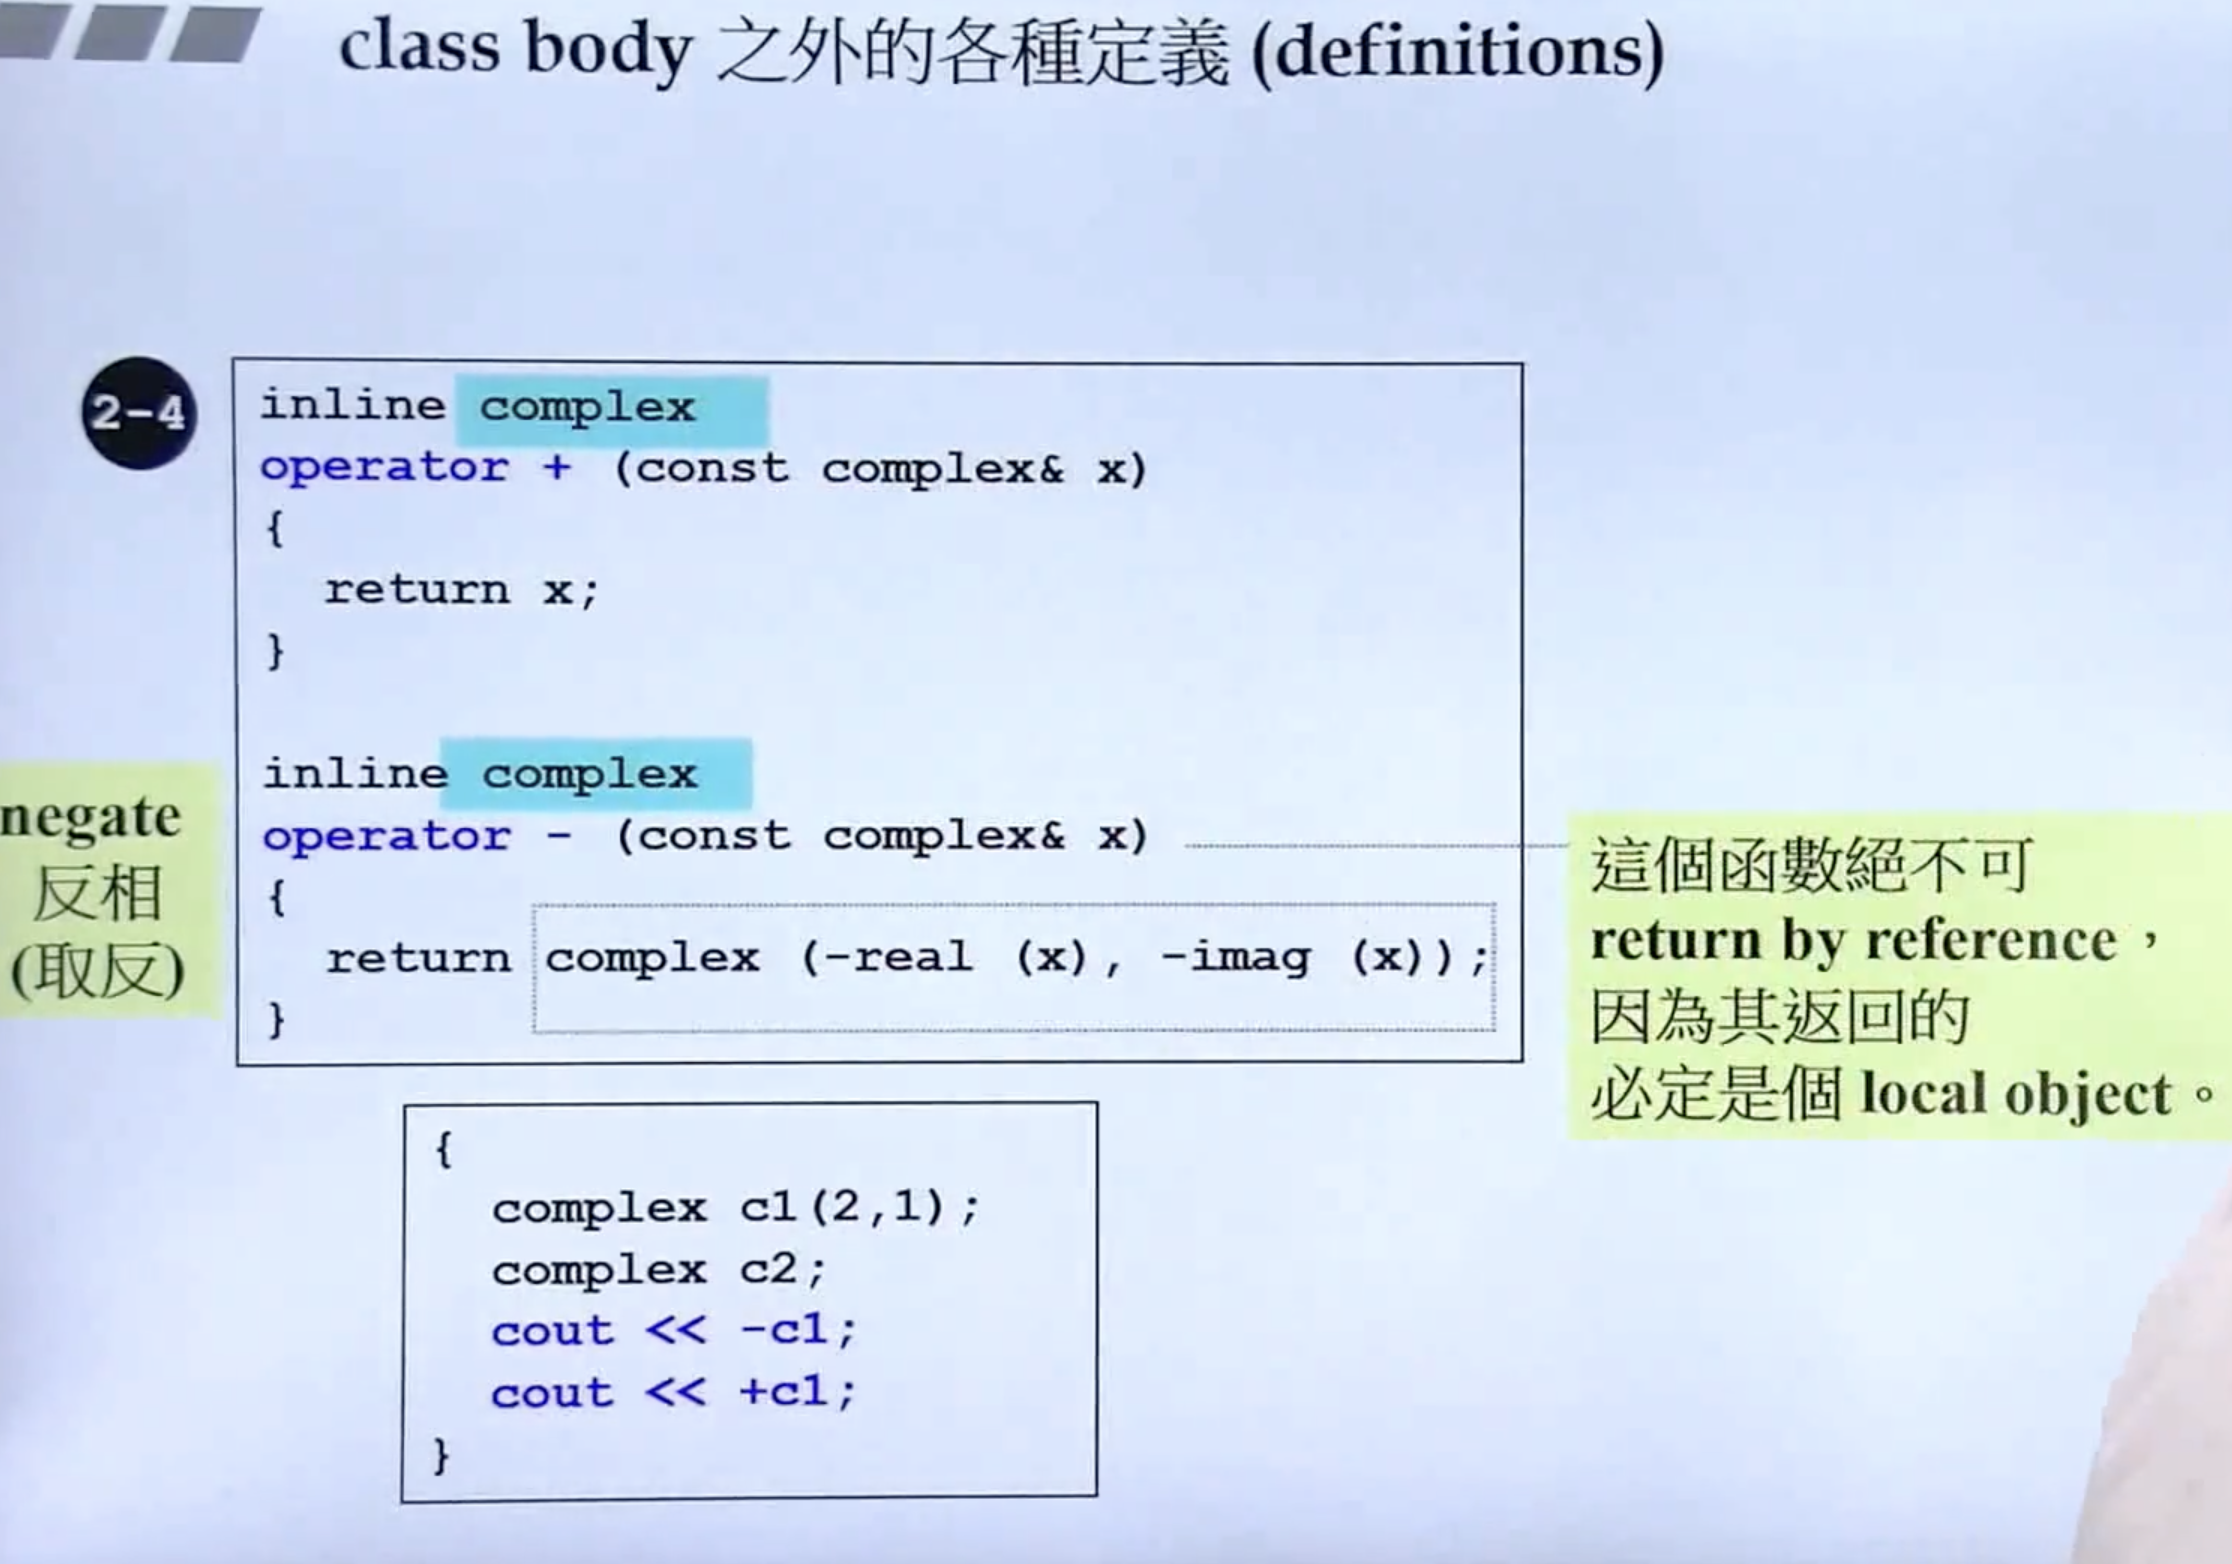 class body 之外的各種定義 (definitions)
2-4
inline complex
operator + (const complex& x)
{
return x;
}
inline complex
operator - (const complex& x)
{
return complex (-real (x), -imag (x));
}
negate
反相
(取反)
這個函數絕不可
return by reference，
因為其返回的
必定是個 local object。
{
complex c1(2,1);
complex c2;
cout << -c1;
cout << +c1;
}